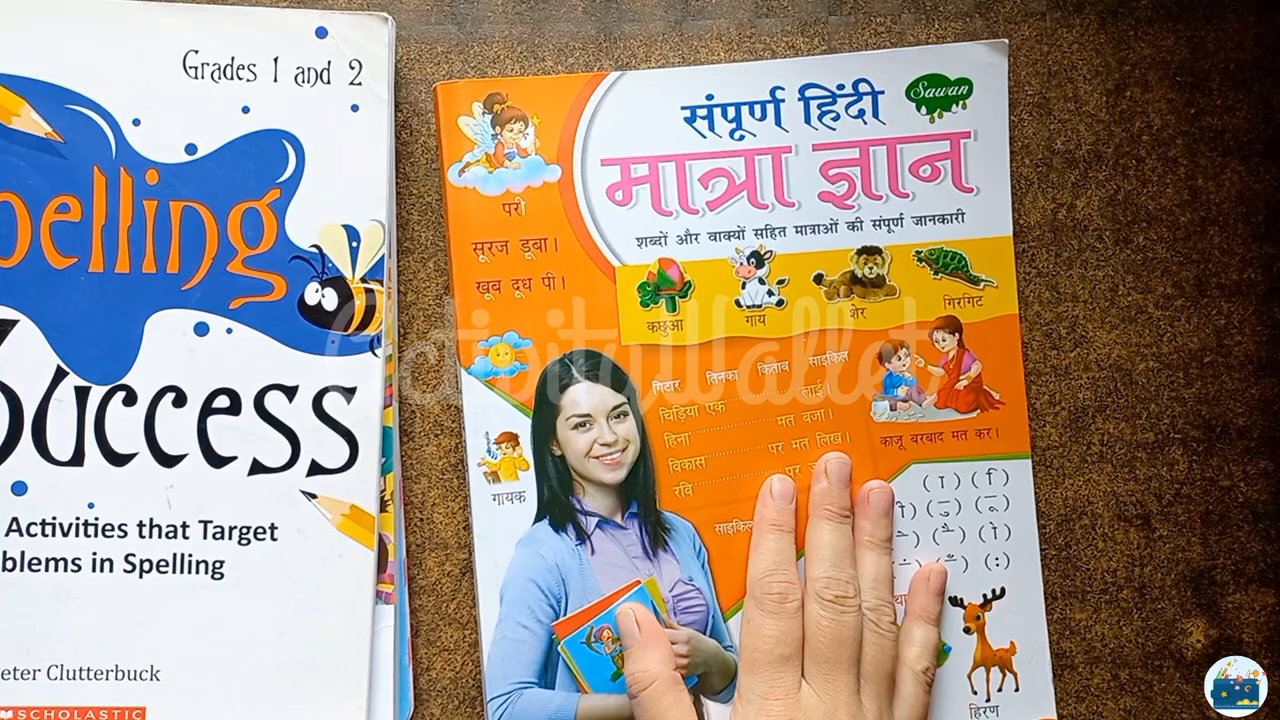 Grades 1 and 2
pelling
Success
Activities that Target
blems in Spelling
eter Clutterbuck
SCHOLASTIC
Sawan
संपूर्ण हिंदी
मात्रा ज्ञान
शब्दों और वाक्यों सहित मात्राओं की संपूर्ण जानकारी
परी
सूरज डूबा।
खूब दूध पी।
कछुआ
गाय
शेर
गिरगिट
गिटार तिनका किताब साइकिल
चिड़िया एक .................. लाई।
हिना .................. मत बजा।
विकास .................. पर मत लिख।
रवि .................. पर
काजू बरबाद मत कर।
गायक
साइकिल
( ा ) ( ि )
( ः )
हिरण
ActivityWallet